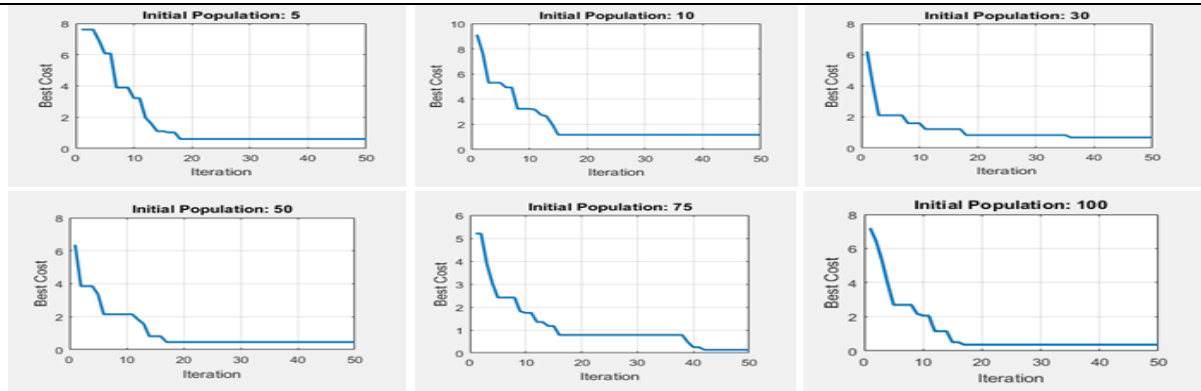 Initial Population: 5
8
6
4
2
0
Best Cost
0 10 20 30 40 50
Iteration
Initial Population: 10
10
8
6
4
2
0
Best Cost
0 10 20 30 40 50
Iteration
Initial Population: 30
8
6
4
2
0
Best Cost
0 10 20 30 40 50
Iteration
Initial Population: 50
8
6
4
2
0
Best Cost
0 10 20 30 40 50
Iteration
Initial Population: 75
6
5
4
3
2
1
0
Best Cost
0 10 20 30 40 50
Iteration
Initial Population: 100
8
6
4
2
0
Best Cost
0 10 20 30 40 50
Iteration